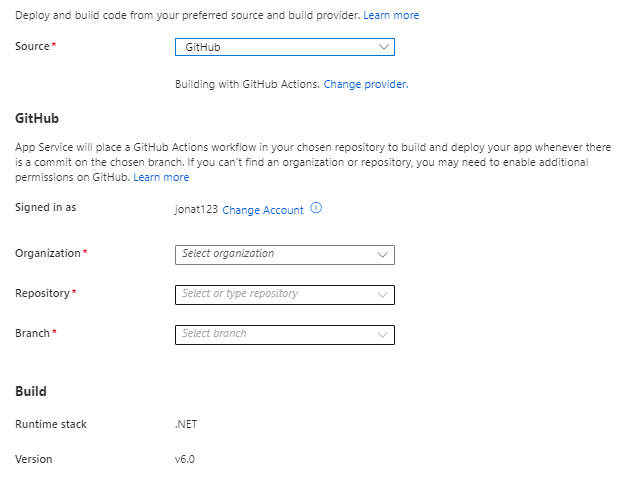 Deploy and build code from your preferred source and build provider. Learn more
Source*
GitHub
Building with GitHub Actions. Change provider.
GitHub
App Service will place a GitHub Actions workflow in your chosen repository to build and deploy your app whenever there
is a commit on the chosen branch. If you can't find an organization or repository, you may need to enable additional
permissions on GitHub. Learn more
Signed in as
jonat123 Change Account
Organization*
Select organization
Repository*
Select or type repository
Branch*
Select branch
Build
Runtime stack
.NET
Version
v6.0